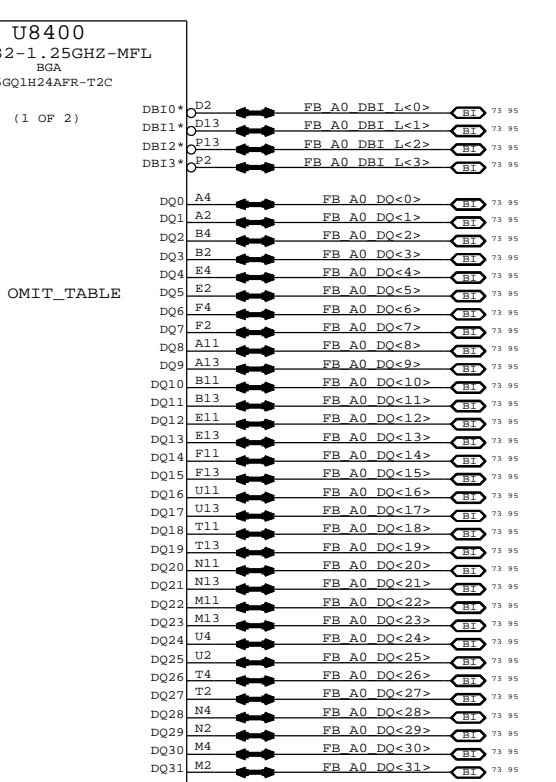 U8400
32-1.25GHZ-MFL
BGA
5GQ1H24AFR-T2C
(1 OF 2)
OMIT_TABLE
DBI0* D2 FB_A0_DBI_L<0> BI 73 95
DBI1* D13 FB_A0_DBI_L<1> BI 73 95
DBI2* P13 FB_A0_DBI_L<2> BI 73 95
DBI3* P2 FB_A0_DBI_L<3> BI 73 95
DQ0 A4 FB_A0_DQ<0> BI 73 95
DQ1 A2 FB_A0_DQ<1> BI 73 95
DQ2 B4 FB_A0_DQ<2> BI 73 95
DQ3 B2 FB_A0_DQ<3> BI 73 95
DQ4 E4 FB_A0_DQ<4> BI 73 95
DQ5 E2 FB_A0_DQ<5> BI 73 95
DQ6 F4 FB_A0_DQ<6> BI 73 95
DQ7 F2 FB_A0_DQ<7> BI 73 95
DQ8 A11 FB_A0_DQ<8> BI 73 95
DQ9 A13 FB_A0_DQ<9> BI 73 95
DQ10 B11 FB_A0_DQ<10> BI 73 95
DQ11 B13 FB_A0_DQ<11> BI 73 95
DQ12 E11 FB_A0_DQ<12> BI 73 95
DQ13 E13 FB_A0_DQ<13> BI 73 95
DQ14 F11 FB_A0_DQ<14> BI 73 95
DQ15 F13 FB_A0_DQ<15> BI 73 95
DQ16 U11 FB_A0_DQ<16> BI 73 95
DQ17 U13 FB_A0_DQ<17> BI 73 95
DQ18 T11 FB_A0_DQ<18> BI 73 95
DQ19 T13 FB_A0_DQ<19> BI 73 95
DQ20 N11 FB_A0_DQ<20> BI 73 95
DQ21 N13 FB_A0_DQ<21> BI 73 95
DQ22 M11 FB_A0_DQ<22> BI 73 95
DQ23 M13 FB_A0_DQ<23> BI 73 95
DQ24 U4 FB_A0_DQ<24> BI 73 95
DQ25 U2 FB_A0_DQ<25> BI 73 95
DQ26 T4 FB_A0_DQ<26> BI 73 95
DQ27 T2 FB_A0_DQ<27> BI 73 95
DQ28 N4 FB_A0_DQ<28> BI 73 95
DQ29 N2 FB_A0_DQ<29> BI 73 95
DQ30 M4 FB_A0_DQ<30> BI 73 95
DQ31 M2 FB_A0_DQ<31> BI 73 95